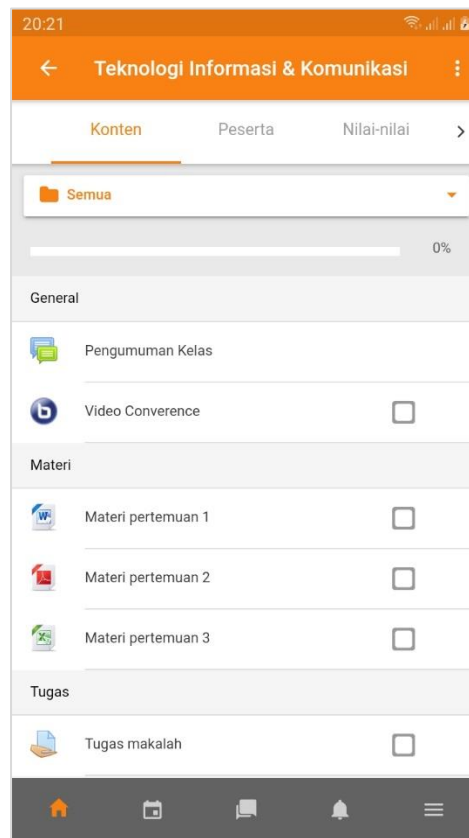 20:21
Teknologi Informasi & Komunikasi
Konten Peserta Nilai-nilai
Semua
0%
General
Pengumuman Kelas
b Video Converence
Materi
W Materi pertemuan 1
Materi pertemuan 2
X Materi pertemuan 3
Tugas
Tugas makalah